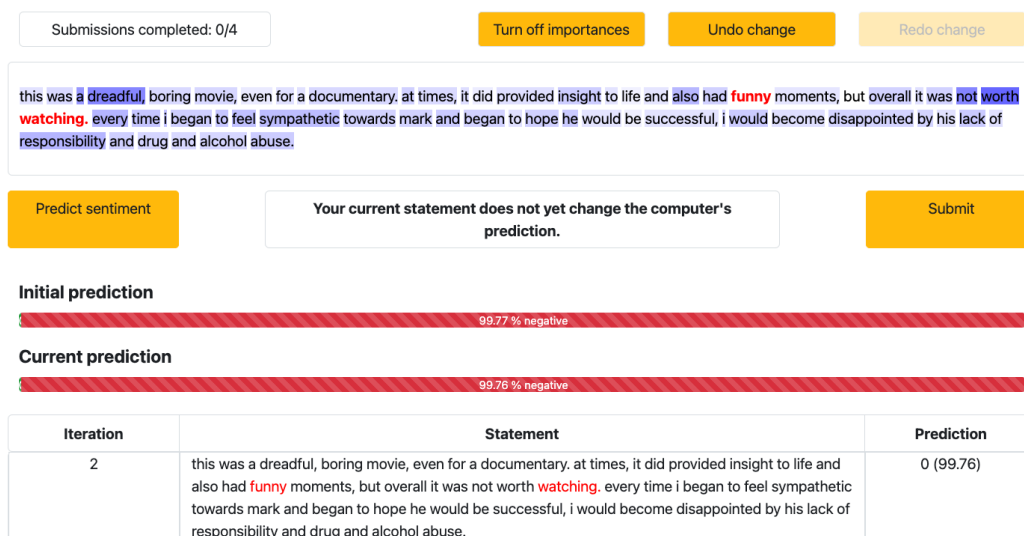 Submissions completed: 0/4
Turn off importances
Undo change
Redo change
this was a dreadful, boring movie, even for a documentary. at times, it did provided insight to life and also had funny moments, but overall it was not worth
watching. every time i began to feel sympathetic towards mark and began to hope he would be successful, i would become disappointed by his lack of
responsibility and drug and alcohol abuse.
Predict sentiment
Your current statement does not yet change the computer's
prediction.
Submit
Initial prediction
99.77 % negative
Current prediction
99.76 % negative
Iteration
Statement
Prediction
2
this was a dreadful, boring movie, even for a documentary. at times, it did provided insight to life and
also had funny moments, but overall it was not worth watching. every time i began to feel sympathetic
towards mark and began to hope he would be successful, i would become disappointed by his lack of
responsibility and drug and alcohol abuse.
0 (99.76)